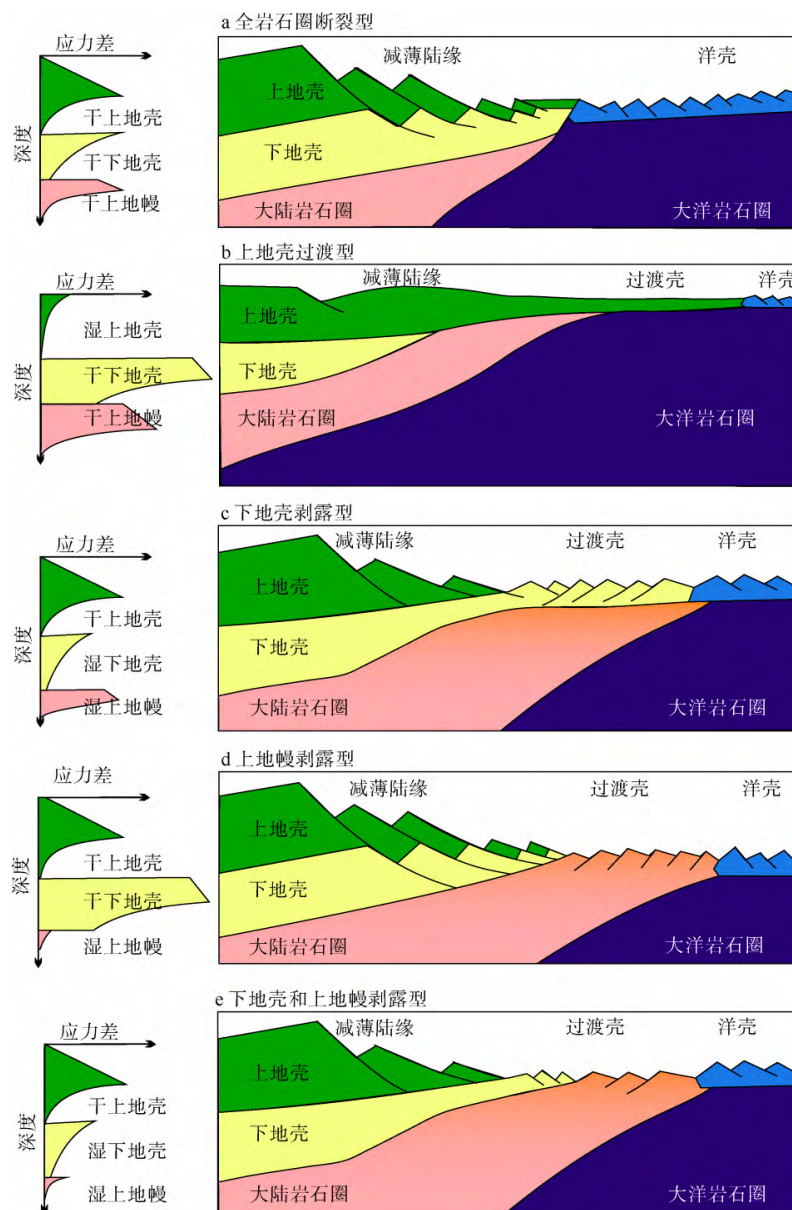 a 全岩石圈断裂型
应力差
减薄陆缘
洋壳
上地壳
干上地壳
深度
干下地壳
下地壳
干上地幔
大陆岩石圈
大洋岩石圈
b 上地壳过渡型
应力差
减薄陆缘
过渡壳
洋壳
上地壳
湿上地壳
深度
干下地壳
下地壳
干上地幔
大陆岩石圈
大洋岩石圈
c 下地壳剥露型
应力差
减薄陆缘
过渡壳
洋壳
上地壳
干上地壳
深度
湿下地壳
下地壳
湿上地幔
大陆岩石圈
大洋岩石圈
d 上地幔剥露型
应力差
减薄陆缘
过渡壳
洋壳
上地壳
干上地壳
深度
干下地壳
下地壳
湿上地幔
大陆岩石圈
大洋岩石圈
e 下地壳和上地幔剥露型
应力差
减薄陆缘
过渡壳
洋壳
上地壳
干上地壳
深度
湿下地壳
下地壳
湿上地幔
大陆岩石圈
大洋岩石圈